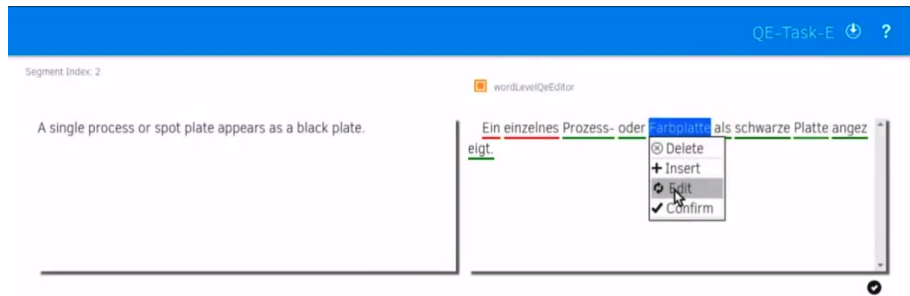 QE-Task-E ?
Segment Index: 2
wordLevelQeEditor
A single process or spot plate appears as a black plate.
Ein einzelnes Prozess- oder Farbplatte als schwarze Platte angez
eigt.
Delete
Insert
Edit
Confirm